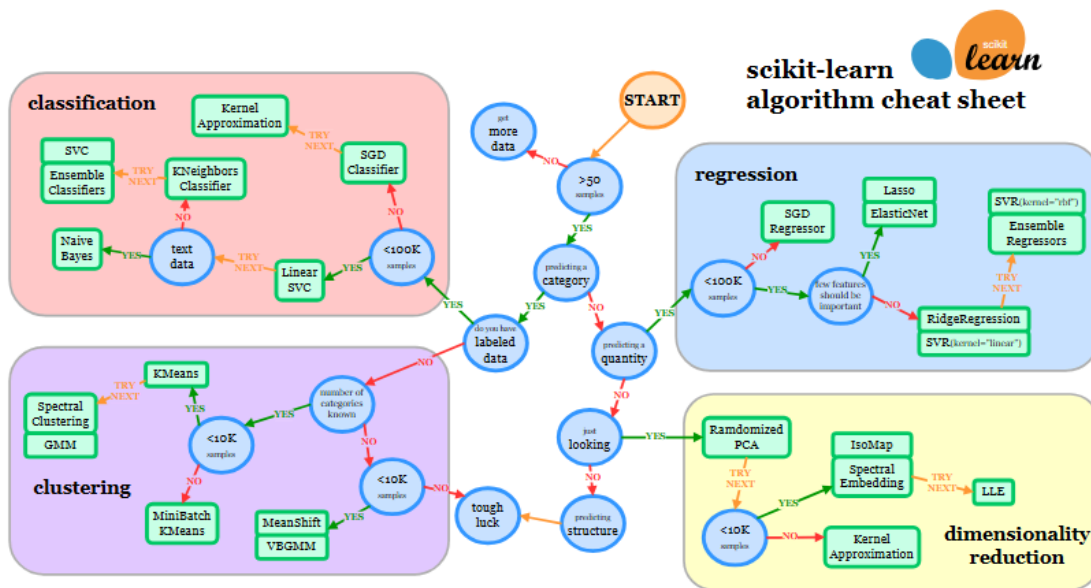 scikit-learn
algorithm cheat sheet
scikit
learn
START
get
more
data
NO
>50
samples
YES
predicting a
category
YES
NO
do you have
labeled
data
YES
NO
predicting a
quantity
YES
NO
just
looking
YES
NO
predicting
structure
tough
luck
classification
Kernel
Approximation
TRY
NEXT
SGD
Classifier
NO
<100K
samples
YES
Linear
SVC
TRY
NEXT
text
data
YES
Naive
Bayes
NO
KNeighbors
Classifier
TRY
NEXT
SVC
Ensemble
Classifiers
regression
SGD
Regressor
NO
<100K
samples
YES
few features
should be
important
YES
Lasso
ElasticNet
NO
RidgeRegression
SVR(kernel="linear")
TRY
NEXT
SVR(kernel="rbf")
Ensemble
Regressors
clustering
number of
categories
known
YES
NO
<10K
samples
YES
KMeans
TRY
NEXT
Spectral
Clustering
GMM
NO
MiniBatch
KMeans
<10K
samples
NO
YES
MeanShift
VBGMM
dimensionality
reduction
Ramdomized
PCA
TRY
NEXT
<10K
samples
YES
IsoMap
Spectral
Embedding
TRY
NEXT
LLE
NO
Kernel
Approximation